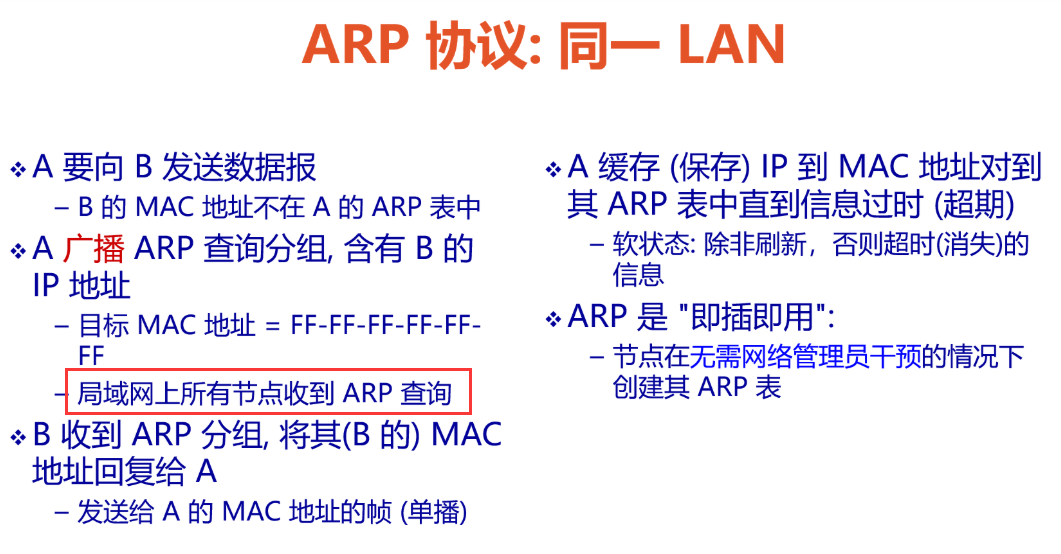 ARP 协议: 同一 LAN
❖ A 要向 B 发送数据报
– B 的 MAC 地址不在 A 的 ARP 表中
❖ A 广播 ARP 查询分组, 含有 B 的
IP 地址
– 目标 MAC 地址 = FF-FF-FF-FF-FF-
FF
– 局域网上所有节点收到 ARP 查询
❖ B 收到 ARP 分组, 将其(B 的) MAC
地址回复给 A
– 发送给 A 的 MAC 地址的帧 (单播)
❖ A 缓存 (保存) IP 到 MAC 地址对到
其 ARP 表中直到信息过时 (超期)
– 软状态: 除非刷新，否则超时(消失)的
信息
❖ ARP 是 "即插即用":
– 节点在无需网络管理员干预的情况下
创建其 ARP 表